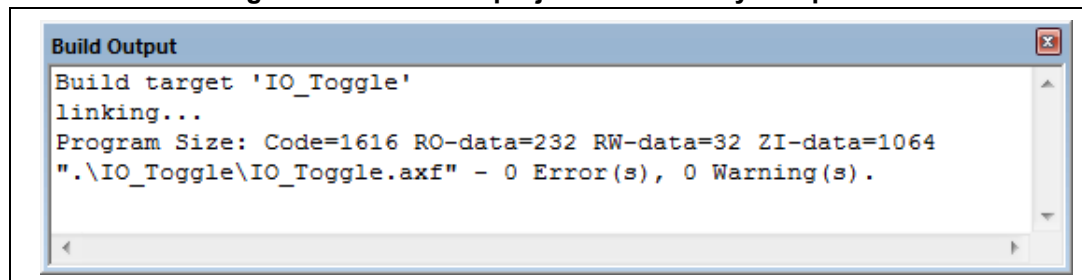 Build Output
Build target 'IO_Toggle'
linking...
Program Size: Code=1616 RO-data=232 RW-data=32 ZI-data=1064
".\IO_Toggle\IO_Toggle.axf" - 0 Error(s), 0 Warning(s).